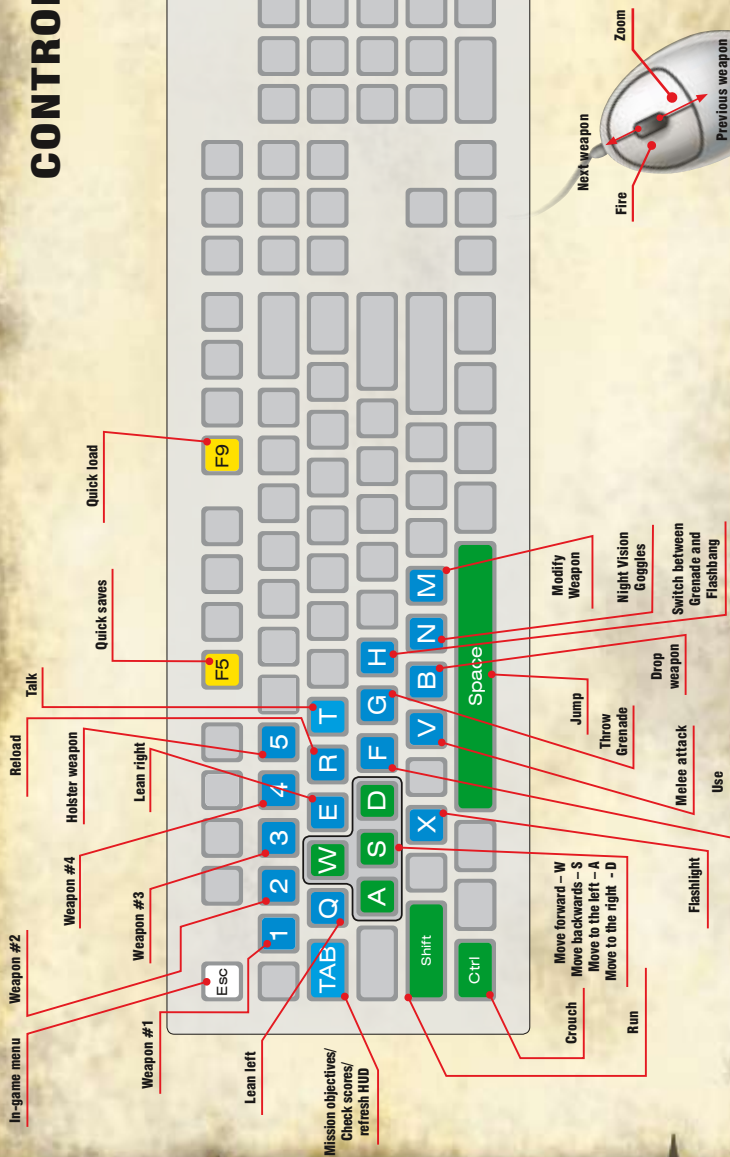 CONTROL
In-game menu
Weapon #2
Weapon #1
Weapon #3
Weapon #4
Holster weapon
Lean left
Lean right
Reload
Talk
Quick saves
Quick load
Mission objectives/
Check scores/
refresh HUD
Esc
F5
F9
1
2
3
4
5
TAB
Q
W
E
R
T
A
S
D
F
G
H
Shift
X
V
B
N
M
Ctrl
Space
Crouch
Run
Move forward – W
Move backwards – S
Move to the left – A
Move to the right - D
Flashlight
Use
Melee attack
Throw
Grenade
Jump
Drop
weapon
Modify
Weapon
Night Vision
Goggles
Switch between
Grenade and
Flashbang
Next weapon
Fire
Zoom
Previous weapon